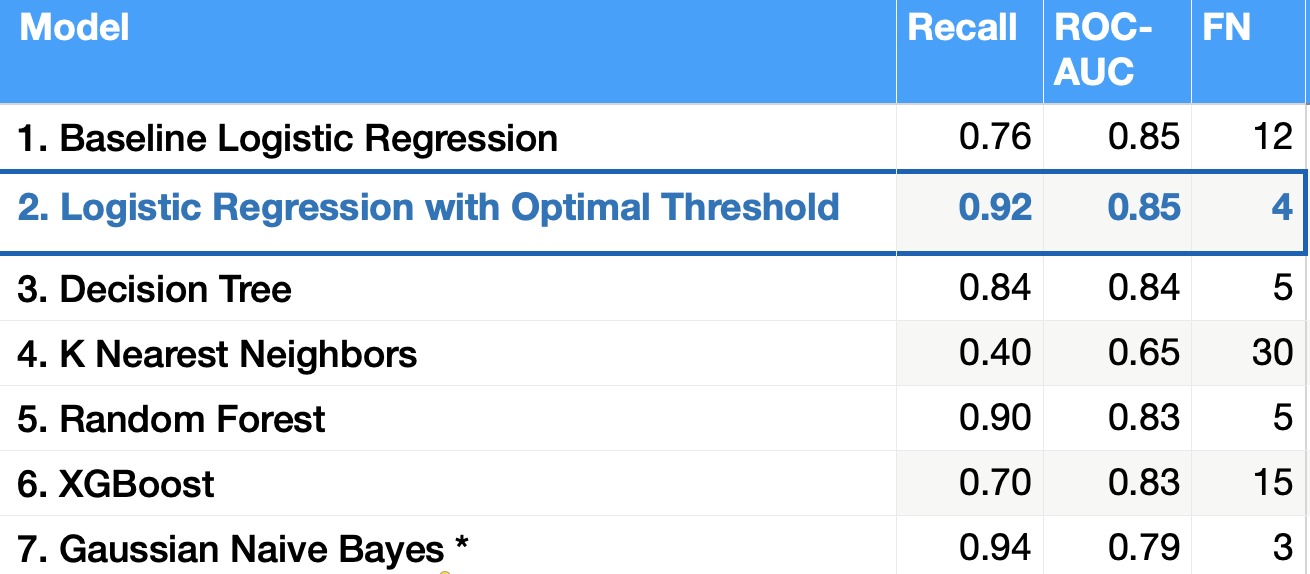 Model Recall ROC-AUC FN
1. Baseline Logistic Regression 0.76 0.85 12
2. Logistic Regression with Optimal Threshold 0.92 0.85 4
3. Decision Tree 0.84 0.84 5
4. K Nearest Neighbors 0.40 0.65 30
5. Random Forest 0.90 0.83 5
6. XGBoost 0.70 0.83 15
7. Gaussian Naive Bayes * 0.94 0.79 3